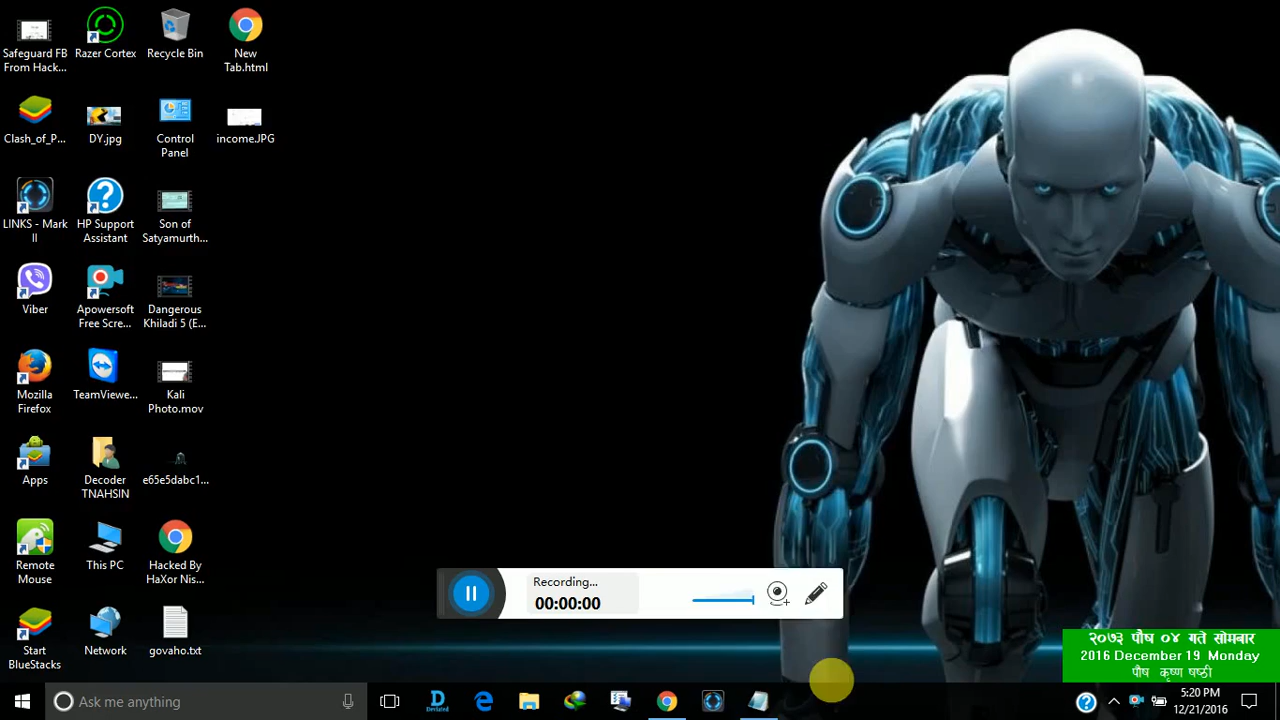 Safeguard FB
From Hack...
Razer Cortex
Recycle Bin
New
Tab.html
Clash_of_P...
DY.jpg
Control
Panel
income.JPG
LINKS - Mark
II
HP Support
Assistant
Son of
Satyamurth...
Viber
Apowersoft
Free Scre...
Dangerous
Khiladi 5 (E...
Mozilla
Firefox
TeamViewe...
Kali
Photo.mov
Apps
Decoder
TNAHSIN
e65e5dabc1...
Remote
Mouse
This PC
Hacked By
HaXor Nis...
Start
BlueStacks
Network
govaho.txt
Recording...
00:00:00
२०७३ पौष ०४ गते सोमबार
2016 December 19 Monday
पौष कृष्ण षष्ठी
Ask me anything
D
Derized
5:20 PM
12/21/2016